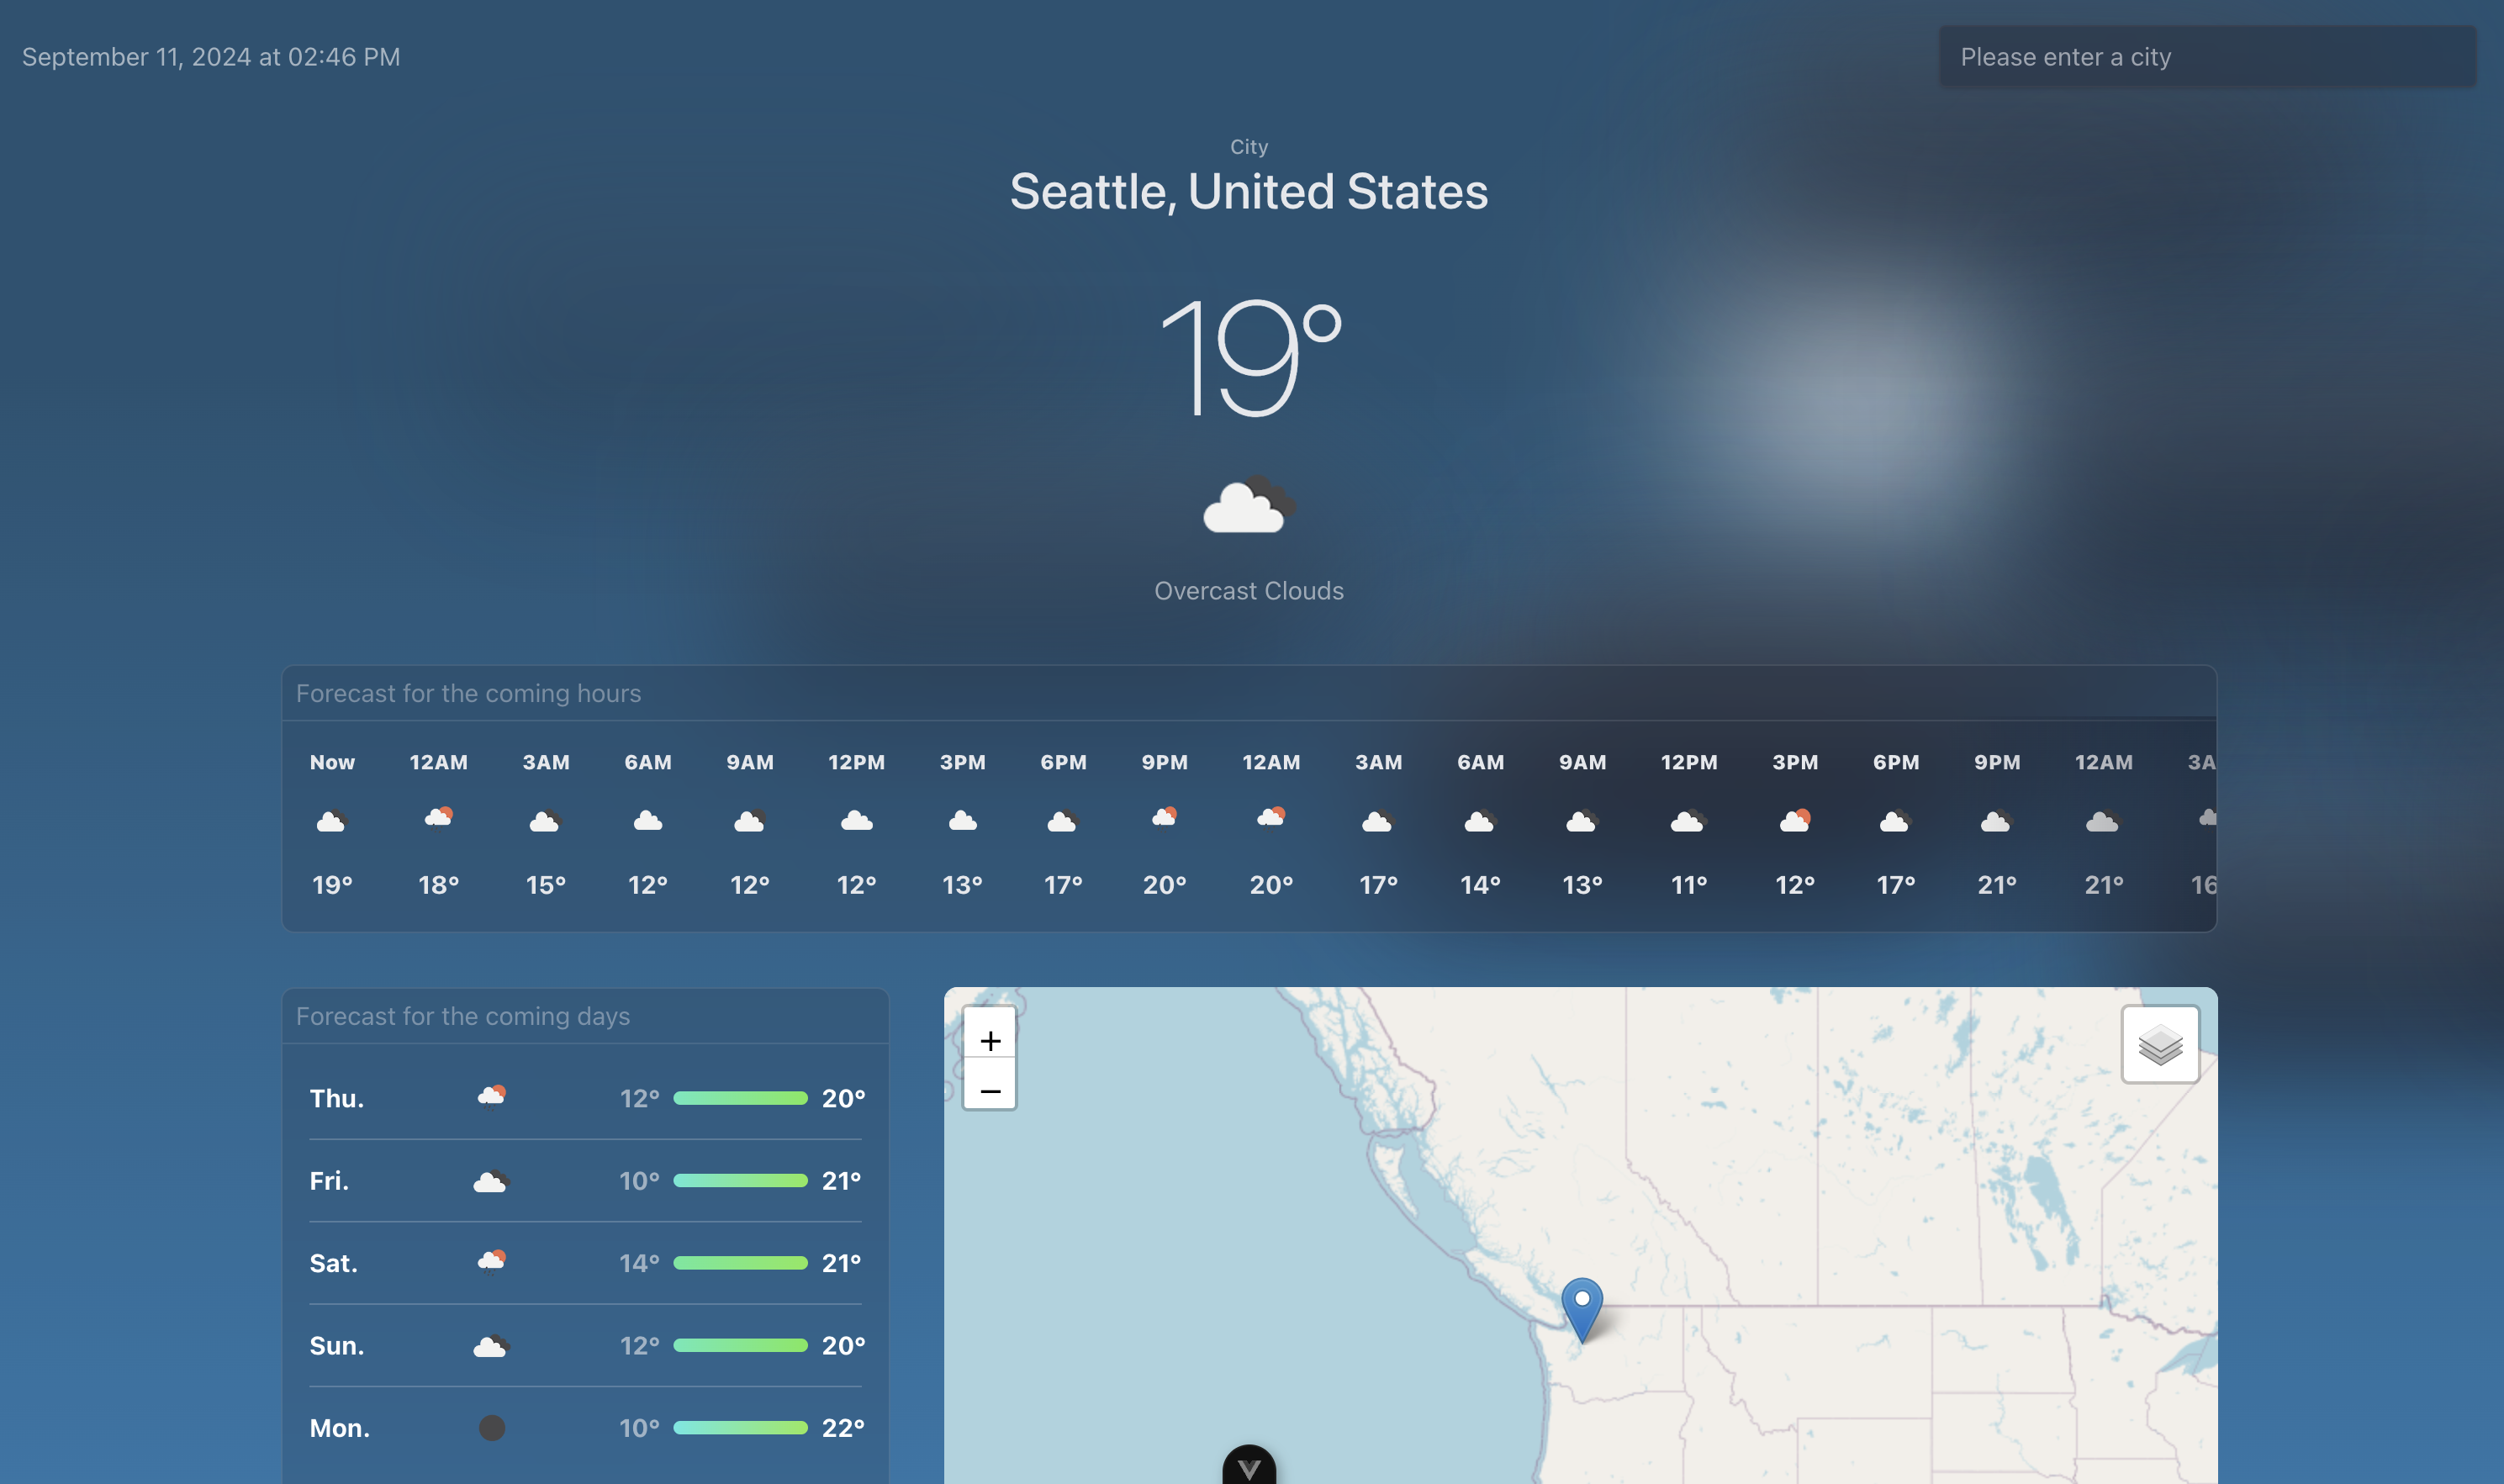 September 11, 2024 at 02:46 PM
Please enter a city
City
Seattle, United States
19°
Overcast Clouds
Forecast for the coming hours
Now 12AM 3AM 6AM 9AM 12PM 3PM 6PM 9PM 12AM 3AM 6AM 9AM 12PM 3PM 6PM 9PM 12AM 3A
19° 18° 15° 12° 12° 12° 13° 17° 20° 20° 17° 14° 13° 11° 12° 17° 21° 21° 16
Forecast for the coming days
Thu. 12° 20°
Fri. 10° 21°
Sat. 14° 21°
Sun. 12° 20°
Mon. 10° 22°
+
−